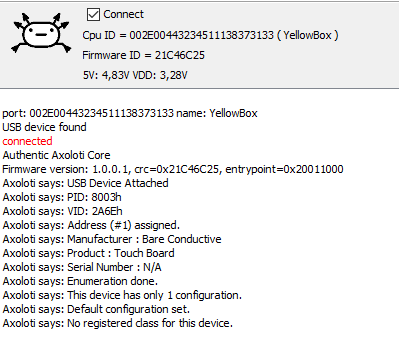 Connect
Cpu ID = 002E00443234511138373133 ( YellowBox )
Firmware ID = 21C46C25
5V: 4,83V VDD: 3,28V
port: 002E00443234511138373133 name: YellowBox
USB device found
connected
Authentic Axoloti Core
Firmware version: 1.0.0.1, crc=0x21C46C25, entrypoint=0x20011000
Axoloti says: USB Device Attached
Axoloti says: PID: 8003h
Axoloti says: VID: 2A6Eh
Axoloti says: Address (#1) assigned.
Axoloti says: Manufacturer : Bare Conductive
Axoloti says: Product : Touch Board
Axoloti says: Serial Number : N/A
Axoloti says: Enumeration done.
Axoloti says: This device has only 1 configuration.
Axoloti says: Default configuration set.
Axoloti says: No registered class for this device.